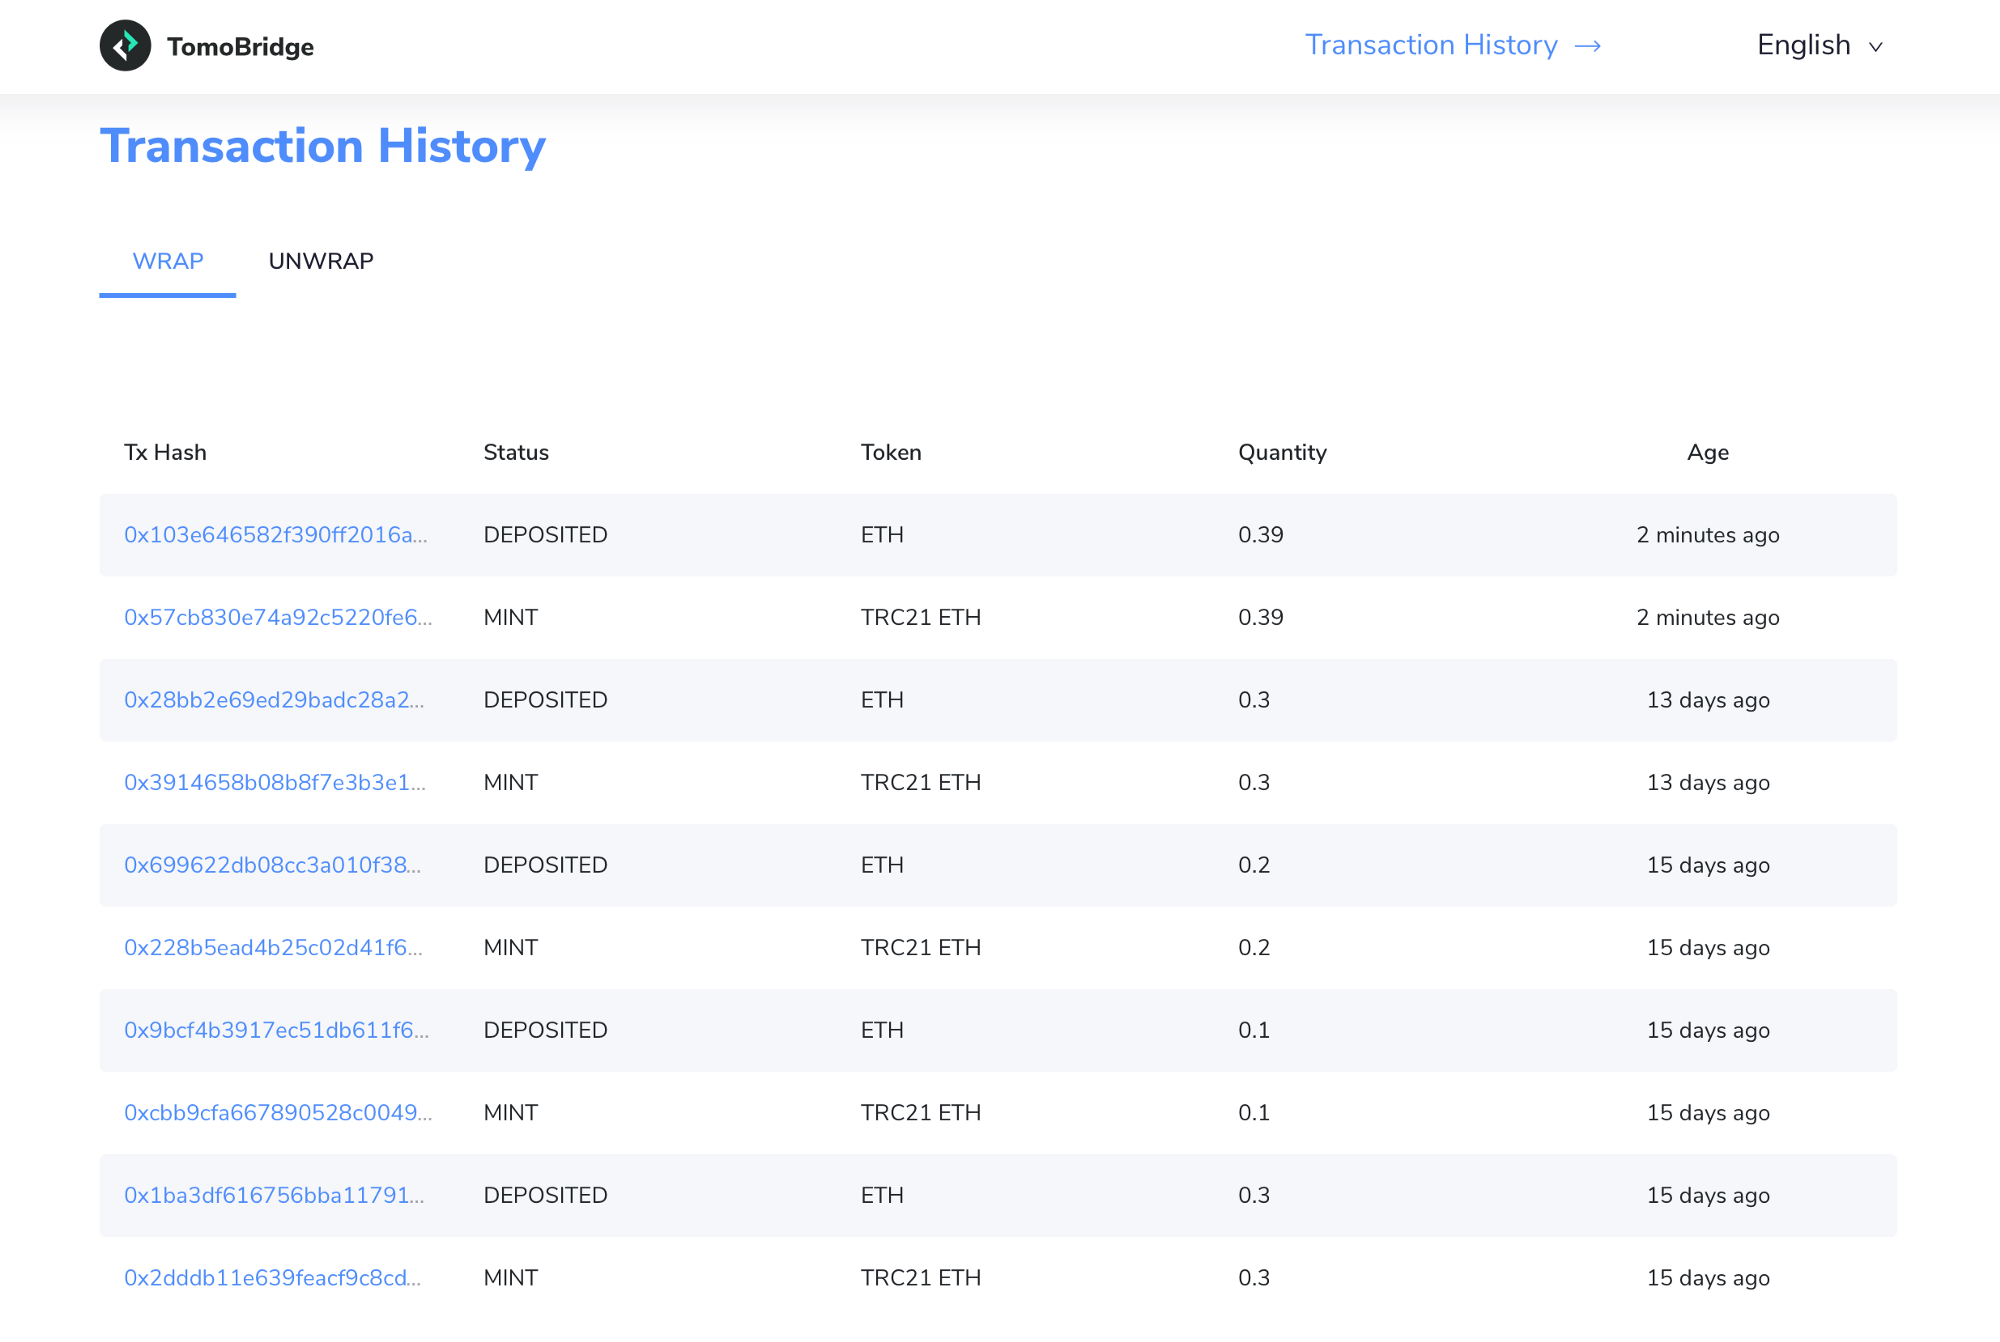 TomoBridge Transaction History → English
Transaction History
WRAP UNWRAP
Tx Hash Status Token Quantity Age
0x103e646582f390ff2016a... DEPOSITED ETH 0.39 2 minutes ago
0x57cb830e74a92c5220fe6... MINT TRC21 ETH 0.39 2 minutes ago
0x28bb2e69ed29badc28a2... DEPOSITED ETH 0.3 13 days ago
0x3914658b08b8f7e3b3e1... MINT TRC21 ETH 0.3 13 days ago
0x699622db08cc3a010f38... DEPOSITED ETH 0.2 15 days ago
0x228b5ead4b25c02d41f6... MINT TRC21 ETH 0.2 15 days ago
0x9bcf4b3917ec51db611f6... DEPOSITED ETH 0.1 15 days ago
0xcbb9cfa667890528c0049... MINT TRC21 ETH 0.1 15 days ago
0x1ba3df616756bba11791... DEPOSITED ETH 0.3 15 days ago
0x2dddb11e639feacf9c8cd... MINT TRC21 ETH 0.3 15 days ago